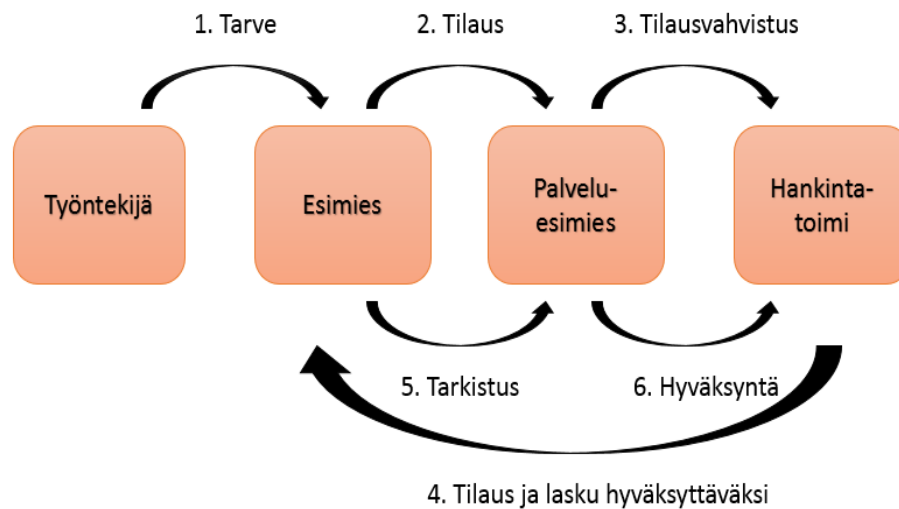 1. Tarve
2. Tilaus
3. Tilausvahvistus
Työntekijä
Esimies
Palvelu-
esimies
Hankinta-
toimi
5. Tarkistus
6. Hyväksyntä
4. Tilaus ja lasku hyväksyttäväksi